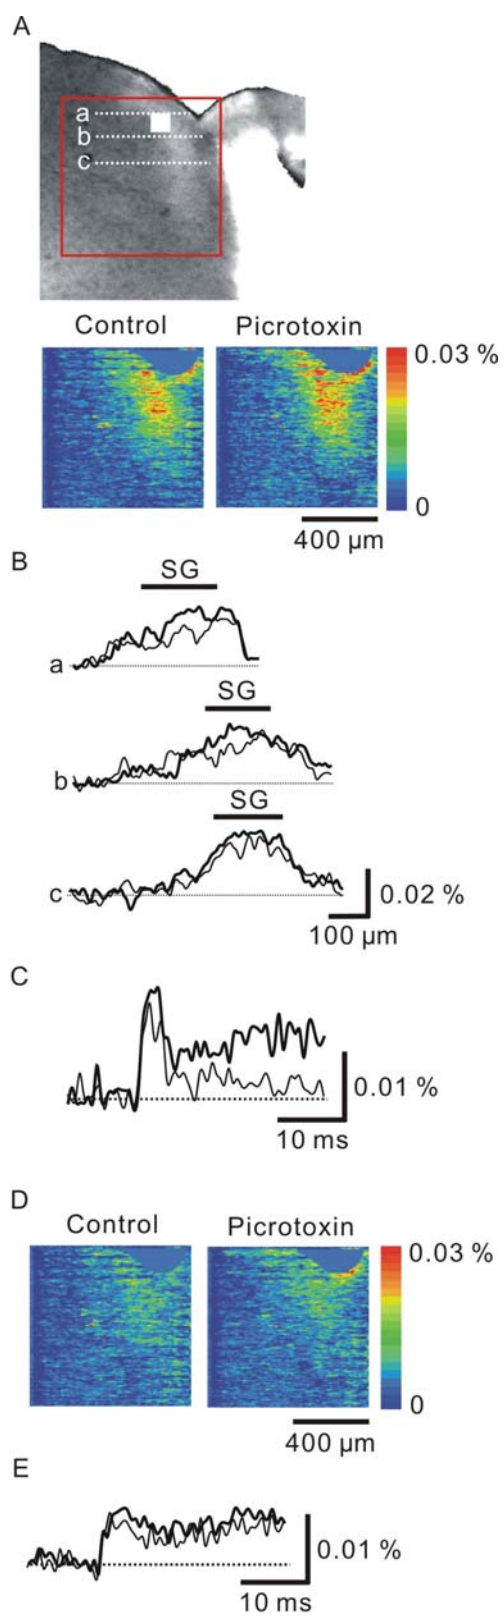 A
a
b
c
Control Picrotoxin
0.03 %
0
400 µm
B
SG
a
SG
b
SG
c
0.02 %
100 µm
C
0.01 %
10 ms
D
Control Picrotoxin
0.03 %
0
400 µm
E
0.01 %
10 ms